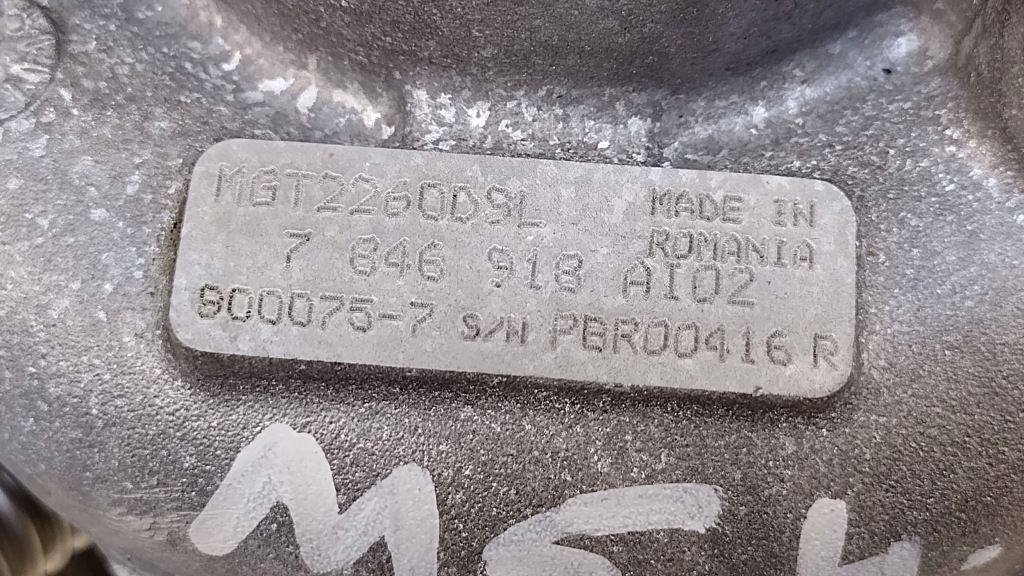 MGT2260DSL MADE IN
ROMANIA
7 846 918 AI02
800075-7 S/N PBR00416 R